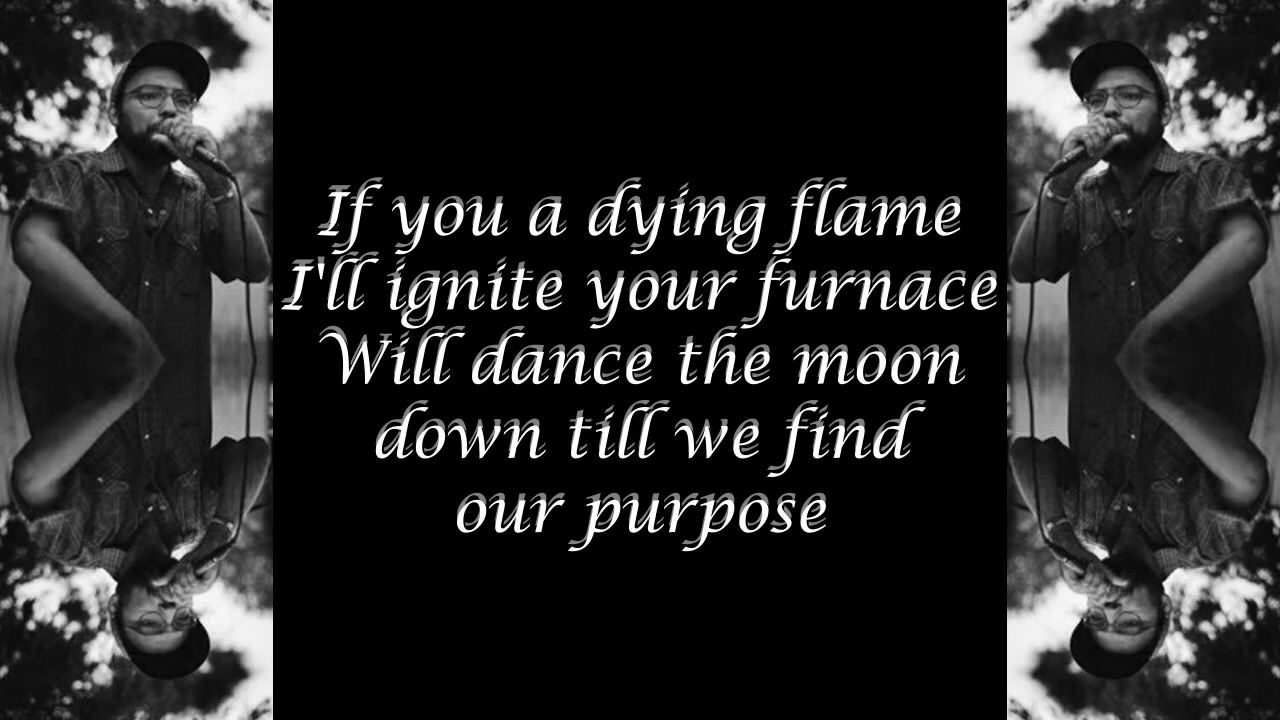 If you a dying flame
I'll ignite your furnace
Will dance the moon
down till we find
our purpose